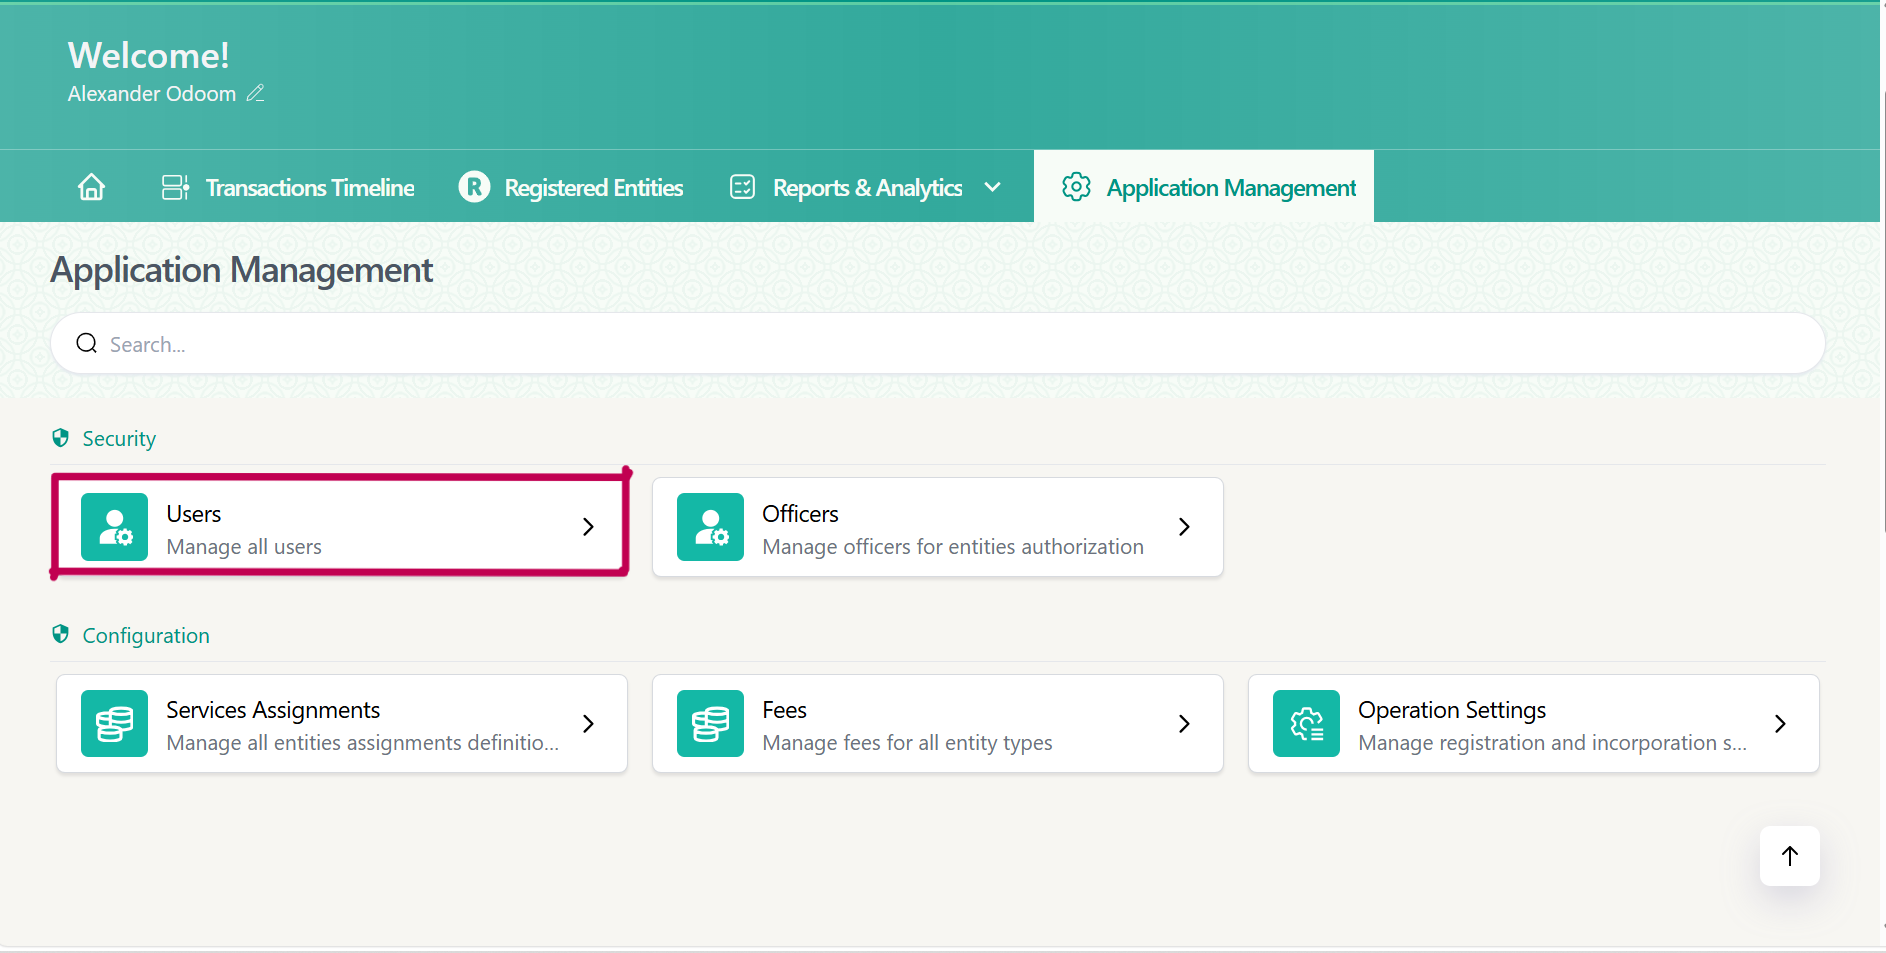 Welcome!
Alexander Odoom
Transactions Timeline
R Registered Entities
Reports & Analytics
Application Management
Application Management
Search...
Security
Users
Manage all users
Officers
Manage officers for entities authorization
Configuration
Services Assignments
Manage all entities assignments definitio...
Fees
Manage fees for all entity types
Operation Settings
Manage registration and incorporation s...